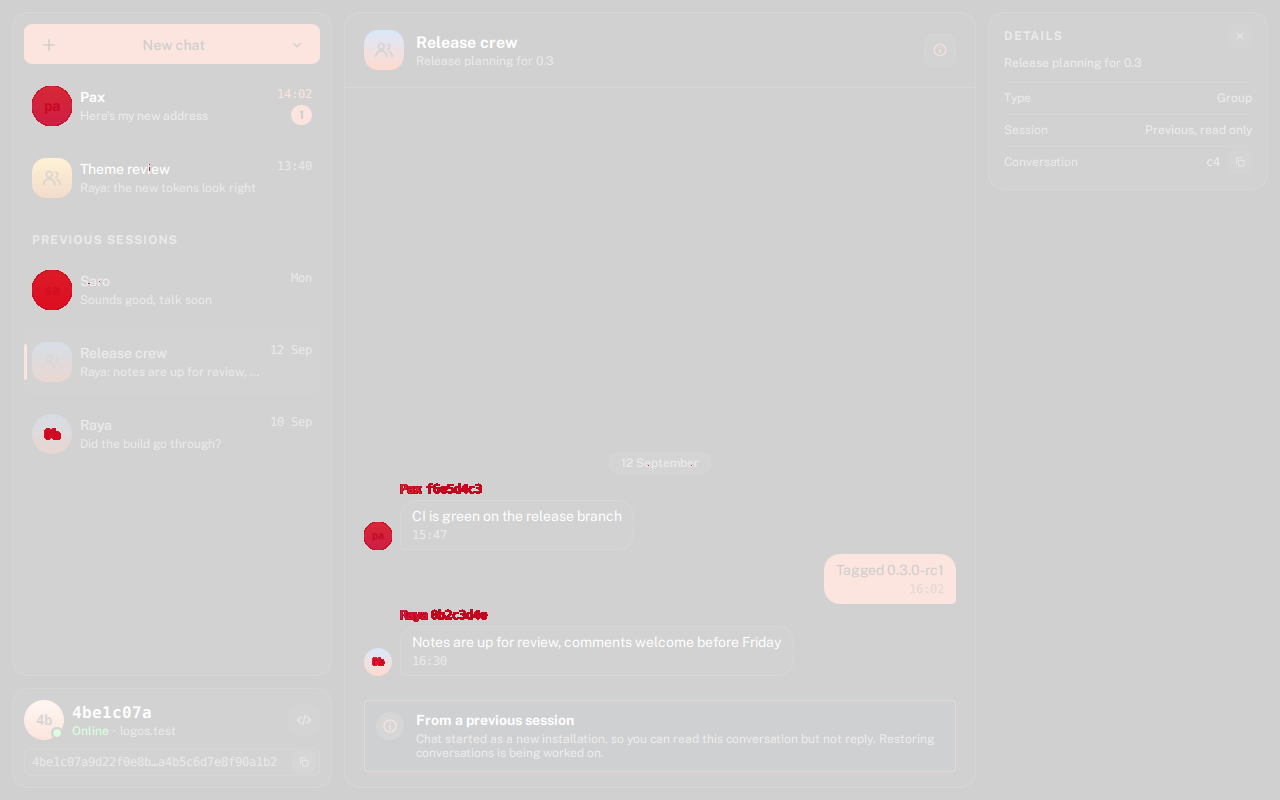 New chat
pa
Pax
14:02
Here's my new address
1
Theme review
13:40
Raya: the new tokens look right
PREVIOUS SESSIONS
sa
Saro
Mon
Sounds good, talk soon
Release crew
12 Sep
Raya: notes are up for review, ...
Raya
10 Sep
Did the build go through?
4b
4be1c07a
Online · logos.test
4be1c07a9d22f0e8b…a4b5c6d7e8f90a1b2
Release crew
Release planning for 0.3
12 September
Pax f6e5d4c3
CI is green on the release branch
pa
15:47
Tagged 0.3.0-rc1
16:02
Raya 0b2c3d4e
Notes are up for review, comments welcome before Friday
16:30
From a previous session
Chat started as a new installation, so you can read this conversation but not reply. Restoring
conversations is being worked on.
DETAILS
Release planning for 0.3
Type
Group
Session
Previous, read only
Conversation
c4